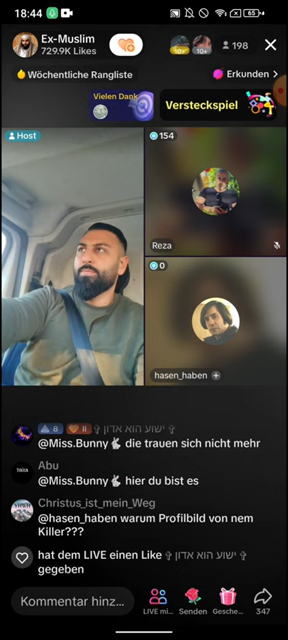 18:44
65
Ex-Muslim
729.9K Likes
10+
198
Wöchentliche Rangliste
Erkunden >
Vielen Dank
Versteckspiel
Host
154
Reza
0
hasen_haben
8 II ✞ ישוע הוא אדון ✞
@Miss.Bunny🐇 die trauen sich nicht mehr
Abu
@Miss.Bunny🐇 hier du bist es
Christus_ist_mein_Weg
@hasen_haben warum Profilbild von nem
Killer???
hat dem LIVE einen Like ✞ ישוע הוא אדון ✞
gegeben
Kommentar hinz...
LIVE mi...
Senden
Gesche...
347